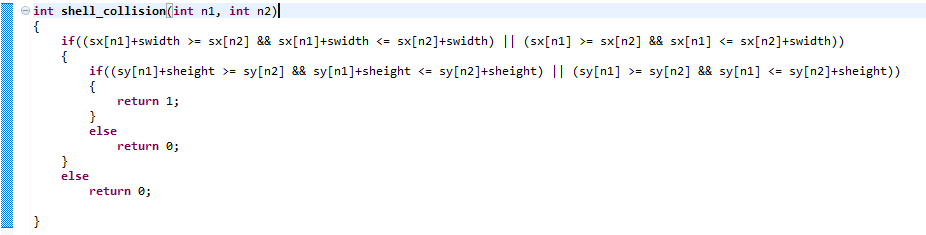 int shell_collision(int n1, int n2)
{
    if((sx[n1]+swidth >= sx[n2] && sx[n1]+swidth <= sx[n2]+swidth) || (sx[n1] >= sx[n2] && sx[n1] <= sx[n2]+swidth))
    {
        if((sy[n1]+sheight >= sy[n2] && sy[n1]+sheight <= sy[n2]+sheight) || (sy[n1] >= sy[n2] && sy[n1] <= sy[n2]+sheight))
        {
            return 1;
        }
        else
            return 0;
    }
    else
        return 0;
}